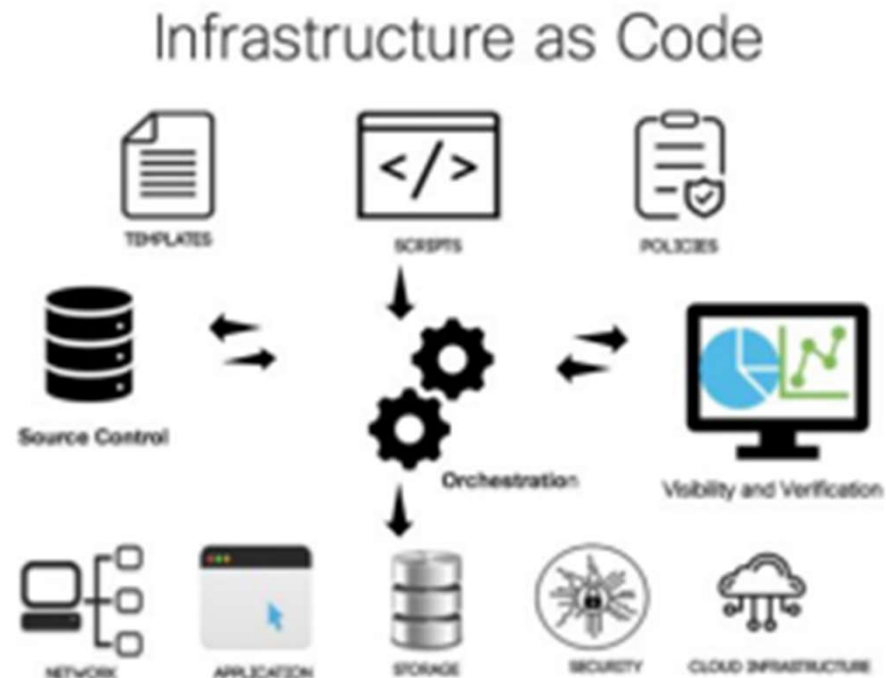 Infrastructure as Code
TEMPLATES
SCRIPTS
POLICIES
</>
Source Control
Orchestration
Visibility and Verification
NETWORK
APPLICATION
STORAGE
SECURITY
CLOUD INFRASTRUCTURE